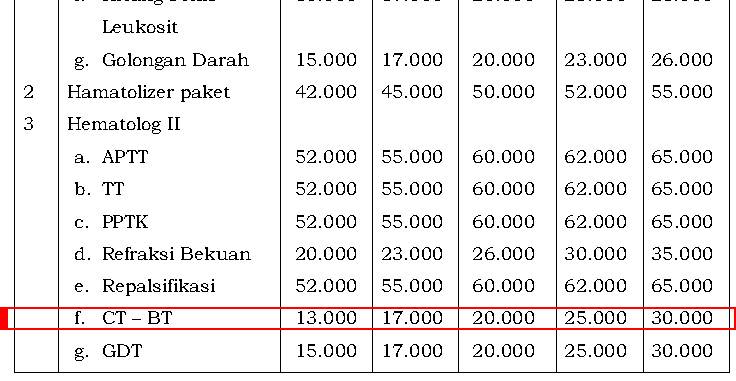 Leukosit
g. Golongan Darah 15.000 17.000 20.000 23.000 26.000
2 Hamatolizer paket 42.000 45.000 50.000 52.000 55.000
3 Hematolog II
a. APTT 52.000 55.000 60.000 62.000 65.000
b. TT 52.000 55.000 60.000 62.000 65.000
c. PPTK 52.000 55.000 60.000 62.000 65.000
d. Refraksi Bekuan 20.000 23.000 26.000 30.000 35.000
e. Repalsifikasi 52.000 55.000 60.000 62.000 65.000
f. CT – BT 13.000 17.000 20.000 25.000 30.000
g. GDT 15.000 17.000 20.000 25.000 30.000